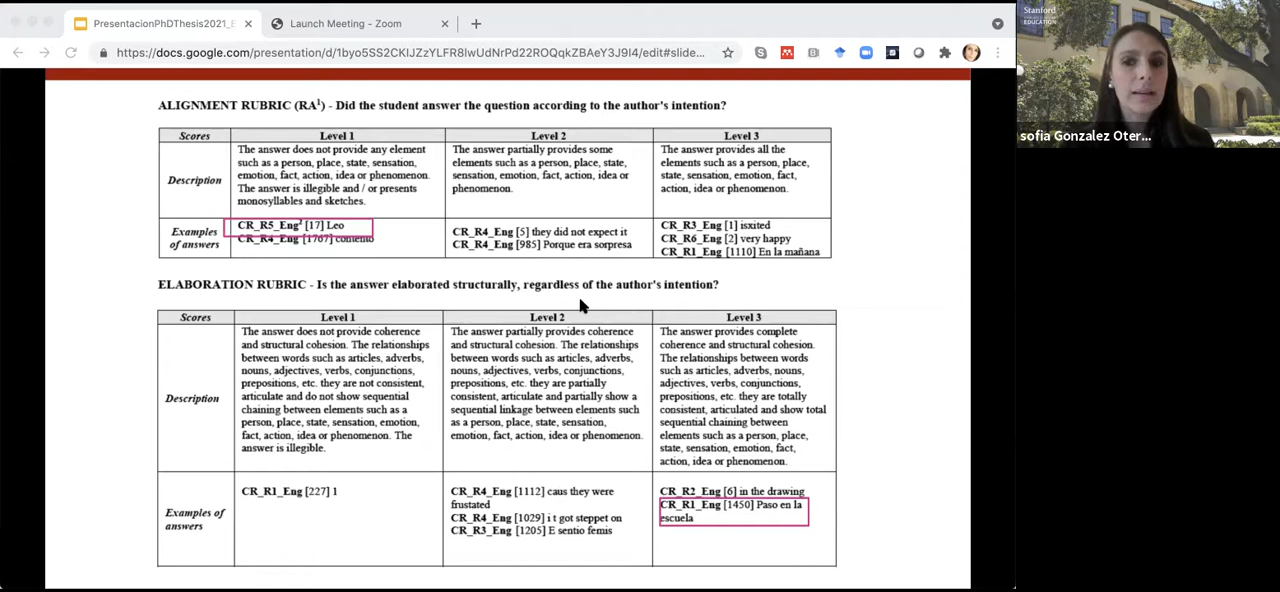 PresentacionPhDThesis2021_E
Launch Meeting - Zoom
https://docs.google.com/presentation/d/1byo5SS2CKIJZzYLFR8lwUdNrPd22ROQqkZBAeY3J9I4/edit#slide...
Stanford
EDUCATION
sofia Gonzalez Oter...
ALIGNMENT RUBRIC (RA¹) - Did the student answer the question according to the author's intention?
Scores Level 1 Level 2 Level 3
Description
The answer does not provide any element
such as a person, place, state, sensation,
emotion, fact, action, idea or phenomenon.
The answer is illegible and / or presents
monosyllables and sketches.
The answer partially provides some
elements such as a person, place, state,
sensation, emotion, fact, action, idea or
phenomenon.
The answer provides all the
elements such as a person, place,
state, sensation, emotion, fact,
action, idea or phenomenon.
Examples
of answers
CR_R5_Eng² [17] Leo
CR_R4_Eng [1767] contento
CR_R4_Eng [5] they did not expect it
CR_R4_Eng [985] Porque era sorpresa
CR_R3_Eng [1] isxited
CR_R6_Eng [2] very happy
CR_R1_Eng [1110] En la mañana
ELABORATION RUBRIC - Is the answer elaborated structurally, regardless of the author's intention?
Scores Level 1 Level 2 Level 3
Description
The answer does not provide coherence
and structural cohesion. The relationships
between words such as articles, adverbs,
nouns, adjectives, verbs, conjunctions,
prepositions, etc. they are not consistent,
articulate and do not show sequential
chaining between elements such as a
person, place, state, sensation, emotion,
fact, action, idea or phenomenon. The
answer is illegible.
The answer partially provides coherence
and structural cohesion. The relationships
between words such as articles, adverbs,
nouns, adjectives, verbs, conjunctions,
prepositions, etc. they are partially
consistent, articulate and partially show a
sequential linkage between elements such
as a person, place, state, sensation,
emotion, fact, action, idea or phenomenon.
The answer provides complete
coherence and structural cohesion.
The relationships between words
such as articles, adverbs, nouns,
adjectives, verbs, conjunctions,
prepositions, etc. they are totally
consistent, articulated and show total
sequential chaining between
elements such as a person, place,
state, sensation, emotion, fact,
action, idea or phenomenon.
Examples of
answers
CR_R1_Eng [227] 1
CR_R4_Eng [1112] caus they were
frustated
CR_R4_Eng [1029] i t got steppet on
CR_R3_Eng [1205] E sentio femis
CR_R2_Eng [6] in the drawing
CR_R1_Eng [1450] Paso en la
escuela